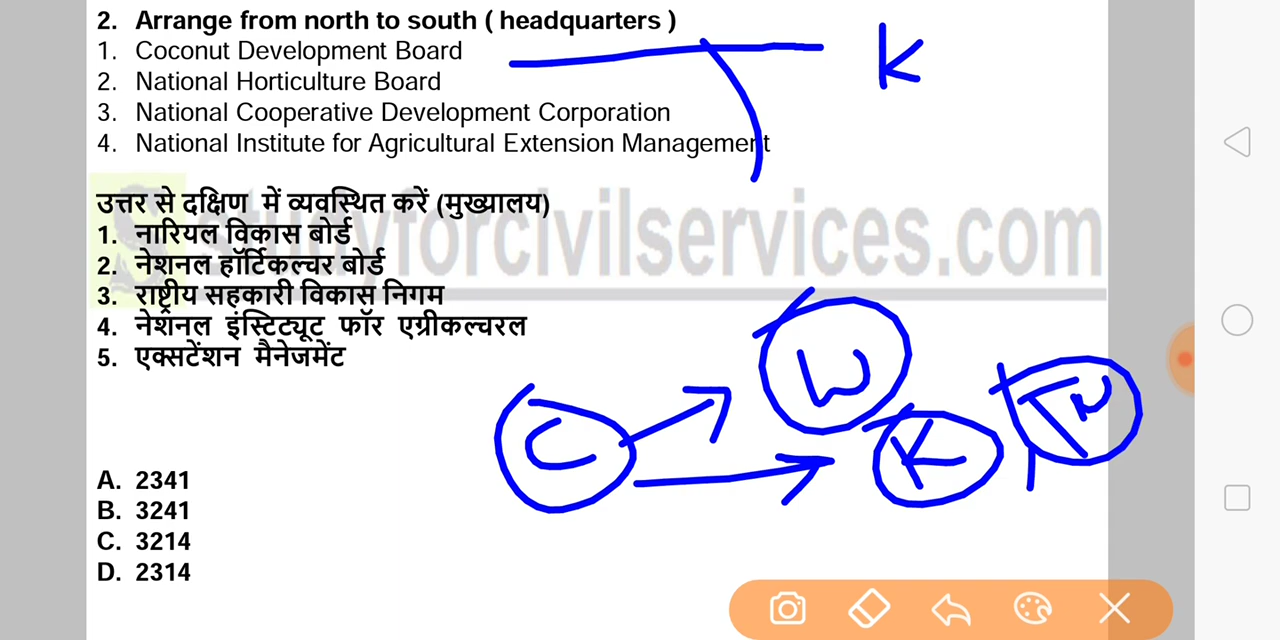 2. Arrange from north to south ( headquarters )
1. Coconut Development Board
2. National Horticulture Board
3. National Cooperative Development Corporation
4. National Institute for Agricultural Extension Management
K
studyforcivilservices.com
उत्तर से दक्षिण में व्यवस्थित करें (मुख्यालय)
1. नारियल विकास बोर्ड
2. नेशनल हॉर्टिकल्चर बोर्ड
3. राष्ट्रीय सहकारी विकास निगम
4. नेशनल इंस्टिट्यूट फॉर एग्रीकल्चरल
5. एक्सटेंशन मैनेजमेंट
W
C
K
TN
A. 2341
B. 3241
C. 3214
D. 2314